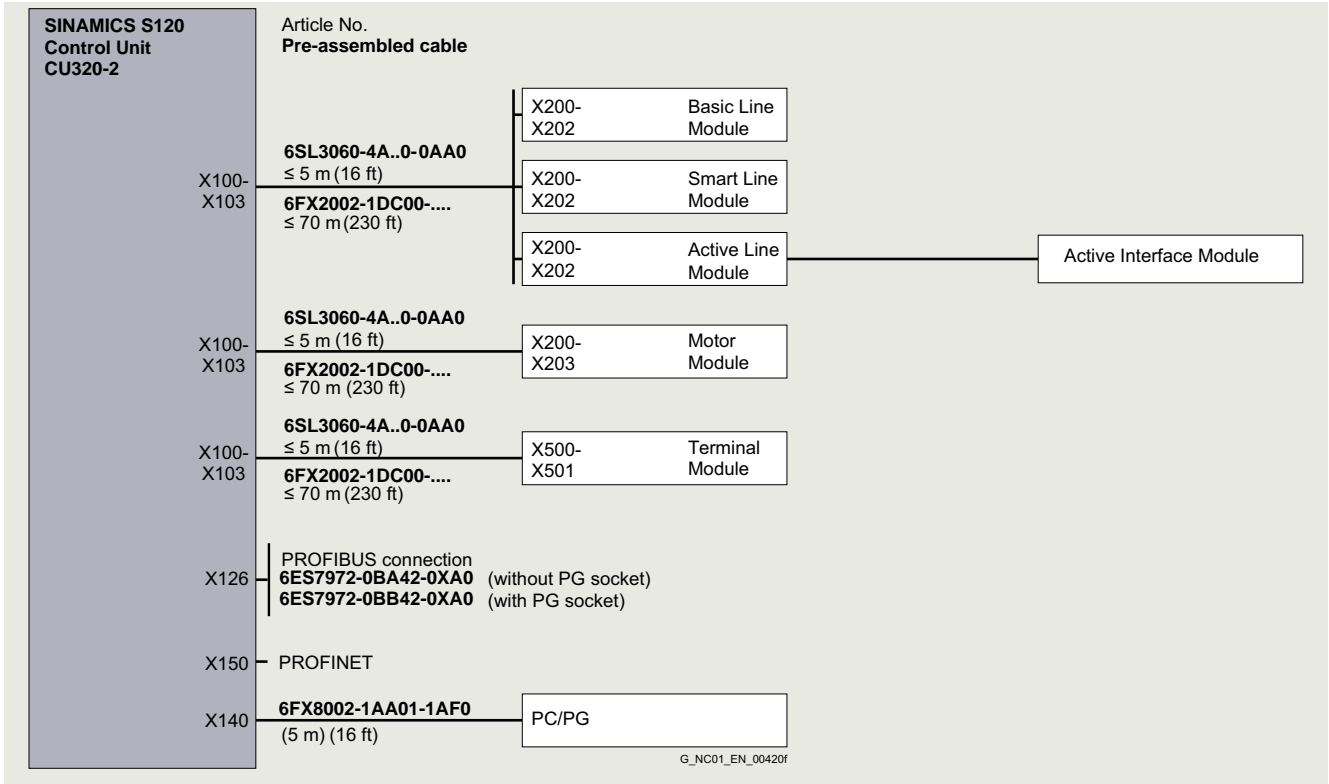 SINAMICS S120
Control Unit
CU320-2
Article No.
Pre-assembled cable
X100-
X103
6SL3060-4A..0-0AA0
≤ 5 m (16 ft)
6FX2002-1DC00-....
≤ 70 m (230 ft)
X200- Basic Line
X202 Module
X200- Smart Line
X202 Module
X200- Active Line
X202 Module
Active Interface Module
X100-
X103
6SL3060-4A..0-0AA0
≤ 5 m (16 ft)
6FX2002-1DC00-....
≤ 70 m (230 ft)
X200- Motor
X203 Module
X100-
X103
6SL3060-4A..0-0AA0
≤ 5 m (16 ft)
6FX2002-1DC00-....
≤ 70 m (230 ft)
X500- Terminal
X501 Module
X126
PROFIBUS connection
6ES7972-0BA42-0XA0 (without PG socket)
6ES7972-0BB42-0XA0 (with PG socket)
X150 PROFINET
X140
6FX8002-1AA01-1AF0
(5 m) (16 ft)
PC/PG
G_NC01_EN_00420f